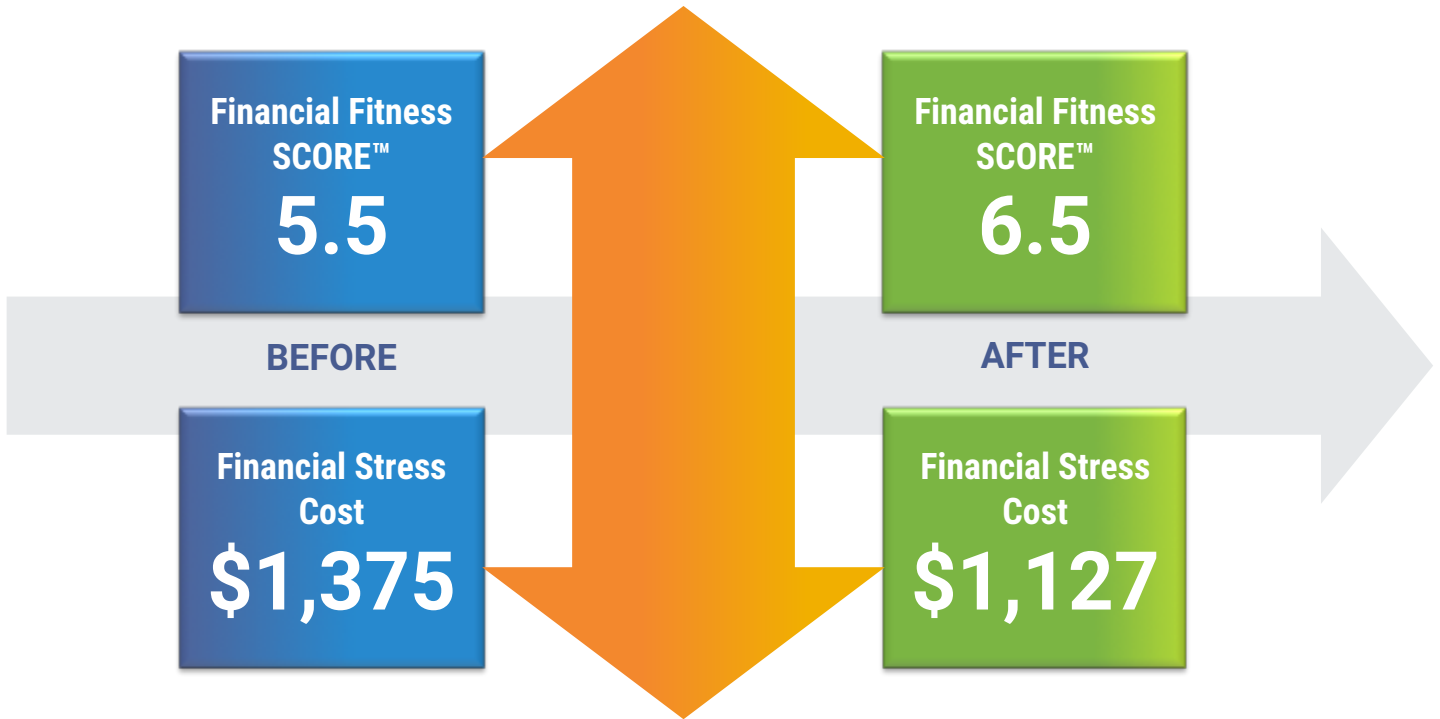 Financial Fitness
SCORE™
5.5
BEFORE
Financial Stress
Cost
$1,375
Financial Fitness
SCORE™
6.5
AFTER
Financial Stress
Cost
$1,127